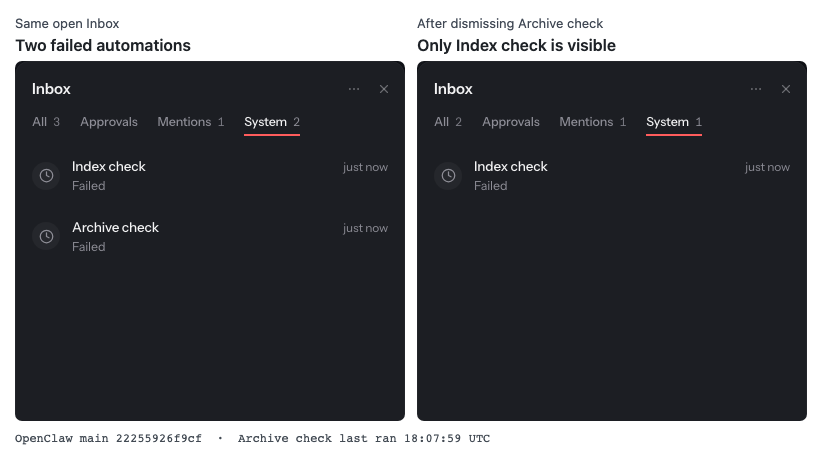 Same open Inbox
Two failed automations
Inbox
All 3 Approvals Mentions 1 System 2
Index check just now
Failed
Archive check just now
Failed
After dismissing Archive check
Only Index check is visible
Inbox
All 2 Approvals Mentions 1 System 1
Index check just now
Failed
OpenClaw main 22255926f9cf · Archive check last ran 18:07:59 UTC